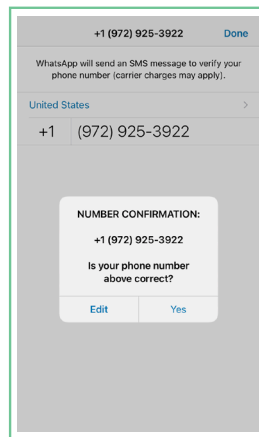 +1 (972) 925-3922 Done
WhatsApp will send an SMS message to verify your
phone number (carrier charges may apply).
United States
+1 (972) 925-3922
NUMBER CONFIRMATION:
+1 (972) 925-3922
Is your phone number
above correct?
Edit Yes